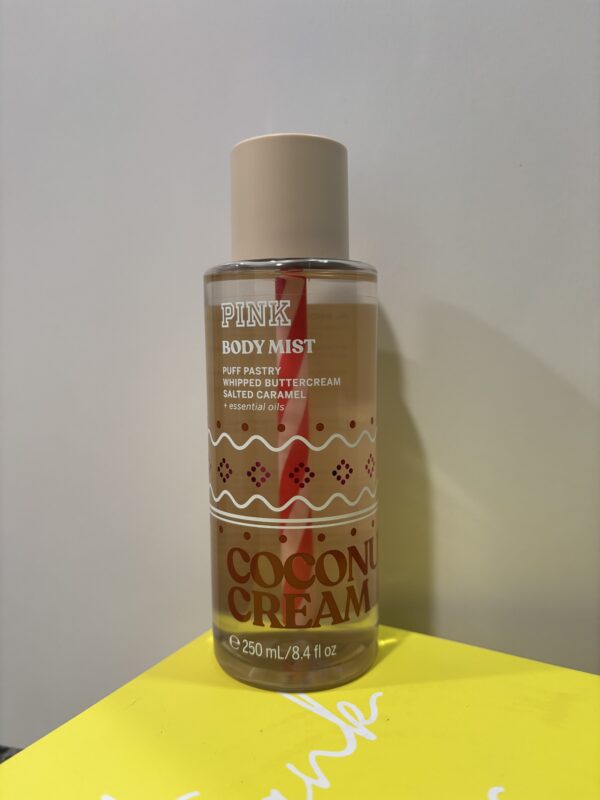 PINK
BODY MIST
PUFF PASTRY
WHIPPED BUTTERCREAM
SALTED CARAMEL
+ essential oils
COCONU
CREAM
e 250 mL/8.4 fl oz